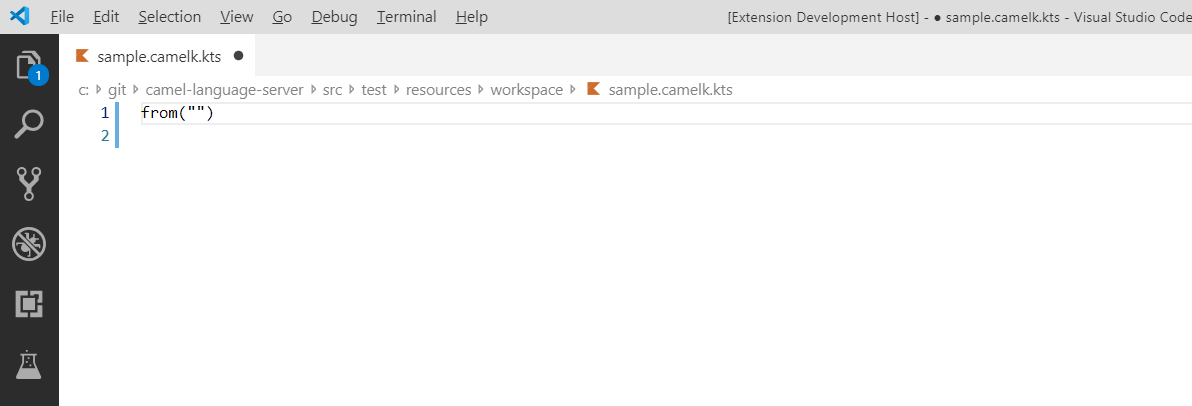 File Edit Selection View Go Debug Terminal Help [Extension Development Host] - ● sample.camelk.kts - Visual Studio Code
sample.camelk.kts ●
1
c: > git > camel-language-server > src > test > resources > workspace > sample.camelk.kts
1 from("")
2